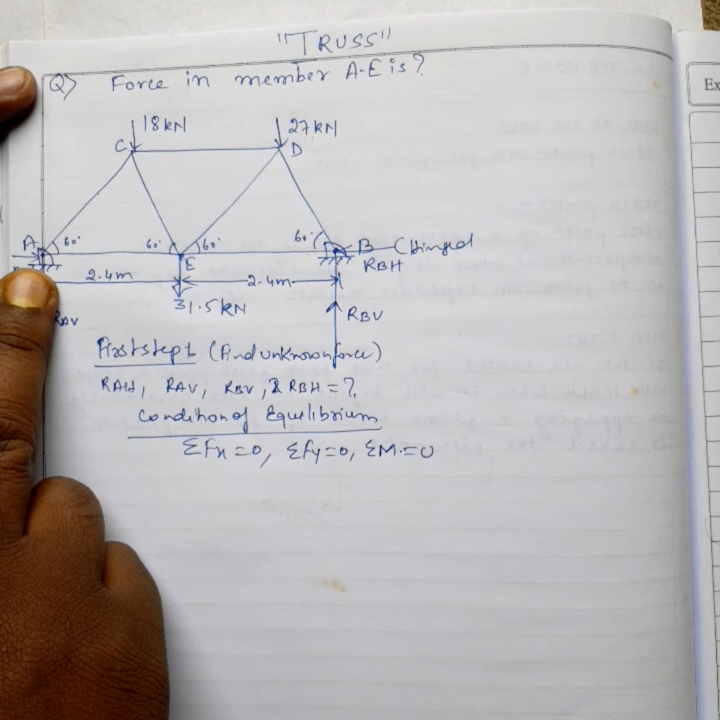 "TRUSS"
Q) Force in member A-E is?
18kN 27kN
C D
A 60° 60° 60° 60° B (Hinged
E RBH
2.4m 2.4m
31.5kN RBV
RAV
First step 1 (find unknown force)
RAH, RAV, RBV, & RBH = ?
Condition of Equilibrium
Σfx=0, Σfy=0, ΣM=0
Ex